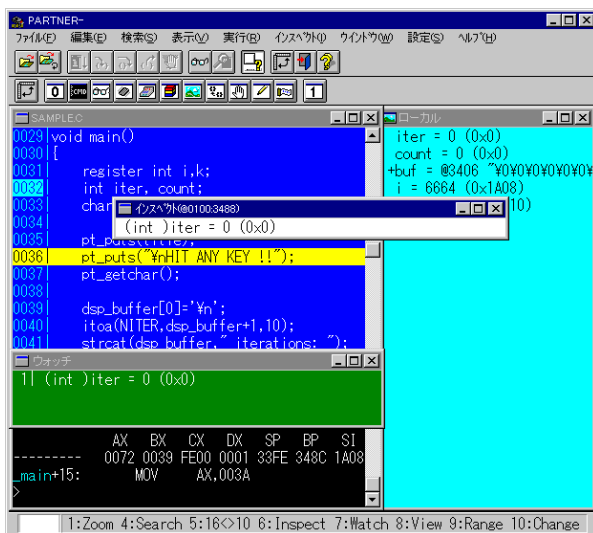 PARTNER-
ﾌｧｲﾙ(F) 編集(E) 検索(S) 表示(V) 実行(R) ｲﾝｽﾍﾟｸﾄ(I) ｳｲﾝﾄﾞｳ(W) 設定(S) ﾍﾙﾌﾟ(H)
0 CMD 1
SAMPLEC
0029 void main()
0030 {
0031 register int i,k;
0032 int iter, count;
0033 char
0034
0035 pt_puts(title);
0036 pt_puts("¥nHIT ANY KEY !!");
0037 pt_getchar();
0038
0039 dsp_buffer[0]='¥n';
0040 itoa(NITER,dsp_buffer+1,10);
0041 strcat(dsp_buffer," iterations: ");
ローカル
iter = 0 (0x0)
count = 0 (0x0)
+buf = @3406 "¥0¥0¥0¥0¥0¥0¥
i = 6664 (0x1A08)
10)
ｲﾝｽﾍﾟｸﾄ(@0100:3488)
(int )iter = 0 (0x0)
ウォッチ
1| (int )iter = 0 (0x0)
AX BX CX DX SP BP SI
--------- 0072 0039 FE00 0001 33FE 348C 1A08
_main+15: MOV AX,003A
>
1:Zoom 4:Search 5:16<>10 6:Inspect 7:Watch 8:View 9:Range 10:Change